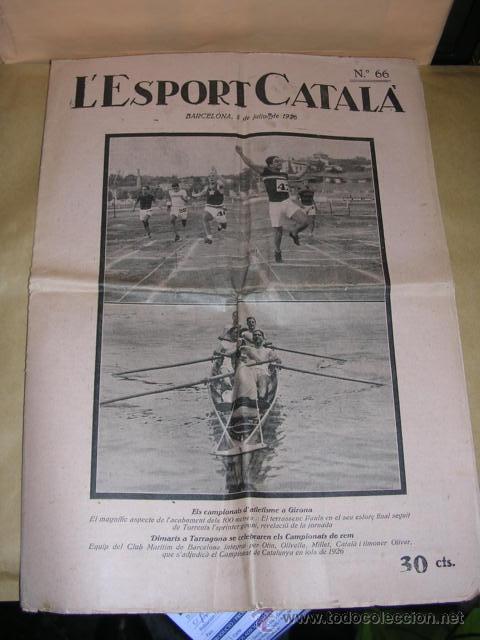 N.º 66
L'ESPORT CATALÀ
BARCELONA, de juliol de 1926
Els campionats d'atletisme a Girona
El magnífic aspecte de l'acabament dels 100 metres. : El terrassenc Paulís en el seu esforç final seguit
de Torrents l'sprinter gironí, revelació de la jornada
Dimarts a Tarragona se celebraren els Campionats de rem
Equip del Club Marítim de Barcelona integrat per Olin, Olivella, Millet, Català i timoner Oliver,
que s'adjudicà el Campionat de Catalunya en iols de 1926
30 cts.
todocoleccion
www.todocoleccion.net